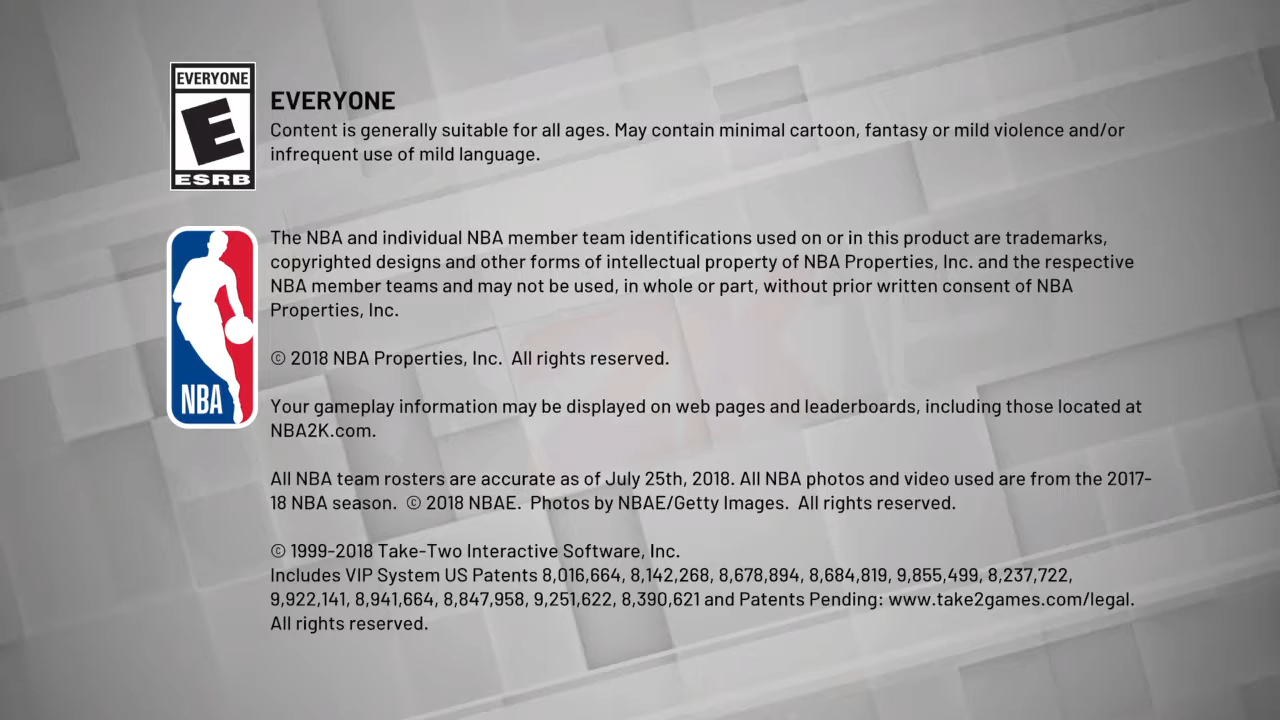 EVERYONE
E
ESRB
EVERYONE
Content is generally suitable for all ages. May contain minimal cartoon, fantasy or mild violence and/or
infrequent use of mild language.
The NBA and individual NBA member team identifications used on or in this product are trademarks,
copyrighted designs and other forms of intellectual property of NBA Properties, Inc. and the respective
NBA member teams and may not be used, in whole or part, without prior written consent of NBA
Properties, Inc.
© 2018 NBA Properties, Inc.  All rights reserved.
NBA
Your gameplay information may be displayed on web pages and leaderboards, including those located at
NBA2K.com.
All NBA team rosters are accurate as of July 25th, 2018. All NBA photos and video used are from the 2017-
18 NBA season.  © 2018 NBAE.  Photos by NBAE/Getty Images.  All rights reserved.
© 1999-2018 Take-Two Interactive Software, Inc.
Includes VIP System US Patents 8,016,664, 8,142,268, 8,678,894, 8,684,819, 9,855,499, 8,237,722,
9,922,141, 8,941,664, 8,847,958, 9,251,622, 8,390,621 and Patents Pending: www.take2games.com/legal.
All rights reserved.